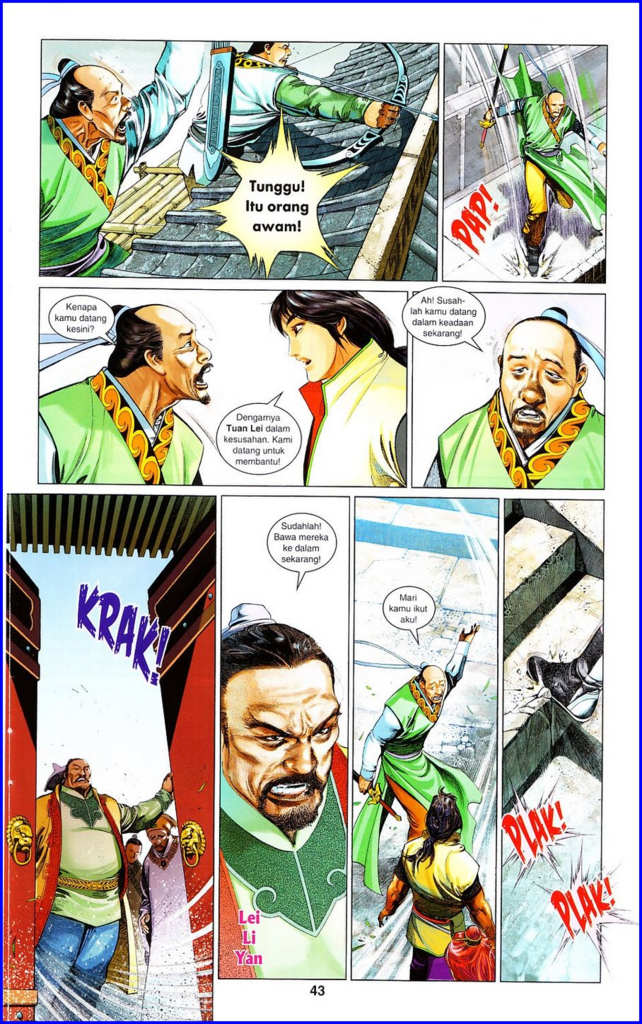 Tunggu!
Itu orang
awam!
PAP!
Kenapa
kamu datang
kesini?
Dengarnya
Tuan Lei dalam
kesusahan. Kami
datang untuk
membantu!
Ah! Susah-
lah kamu datang
dalam keadaan
sekarang!
KRAK!
Sudahlah!
Bawa mereka
ke dalam
sekarang!
Lei
Li
Yan
Mari
kamu ikut
aku!
PLAK!
PLAK!
43